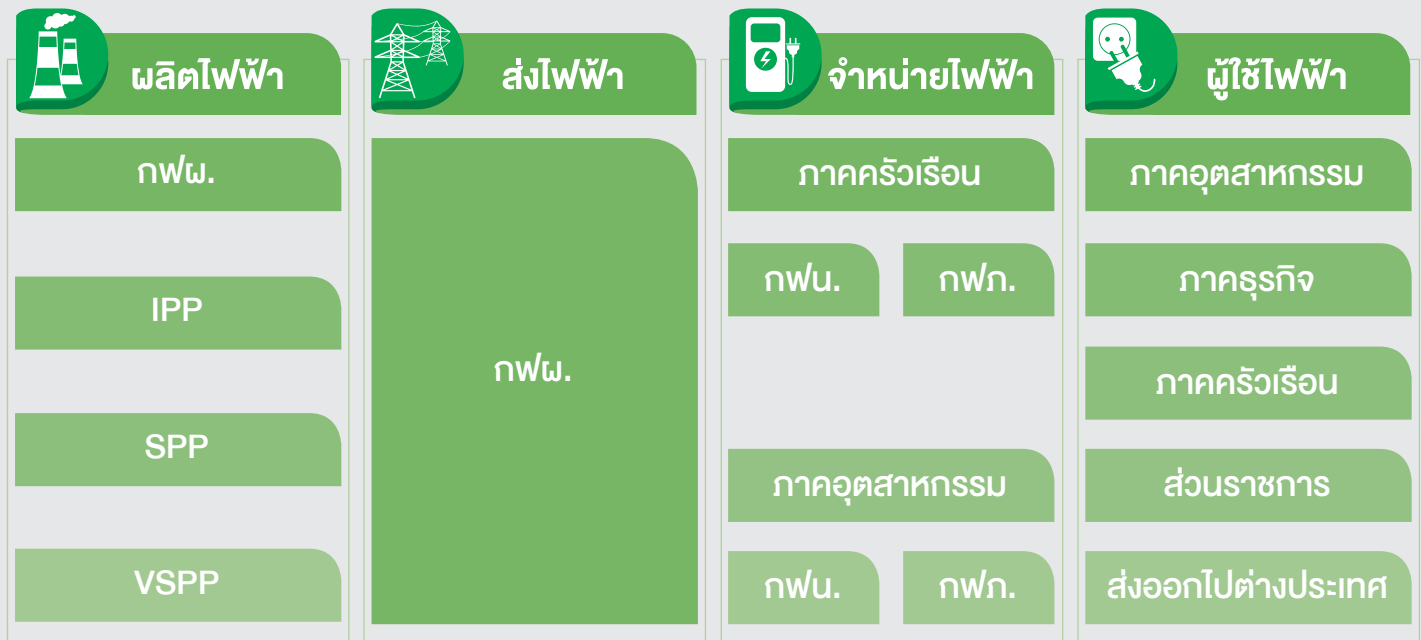 ผลิตไฟฟ้า
กฟผ.
IPP
SPP
VSPP
ส่งไฟฟ้า
กฟผ.
จำหน่ายไฟฟ้า
ภาคครัวเรือน
กฟน.
กฟภ.
ภาคอุตสาหกรรม
กฟน.
กฟภ.
ผู้ใช้ไฟฟ้า
ภาคอุตสาหกรรม
ภาคธุรกิจ
ภาคครัวเรือน
ส่วนราชการ
ส่งออกไปต่างประเทศ